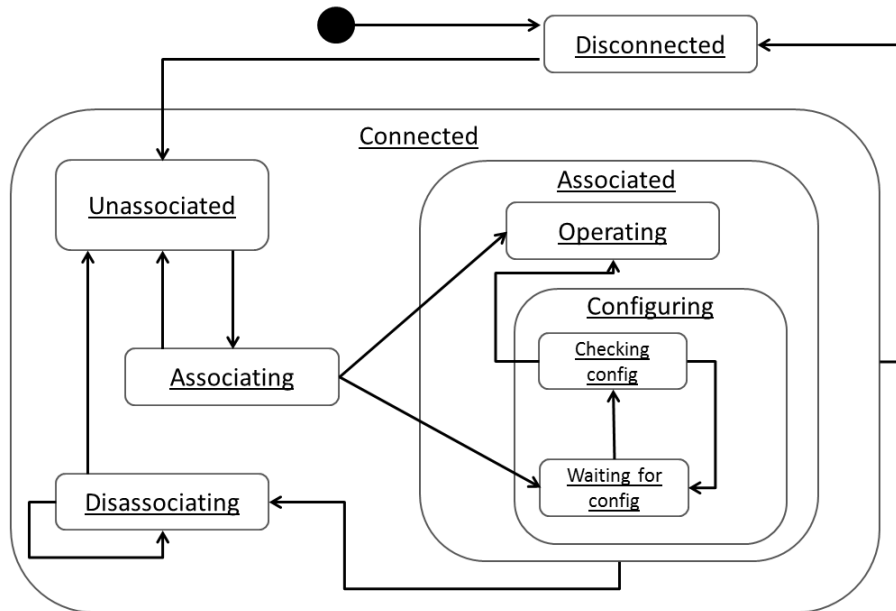 Disconnected
Connected
Associated
Unassociated
Operating
Configuring
Checking
config
Associating
Waiting for
config
Disassociating